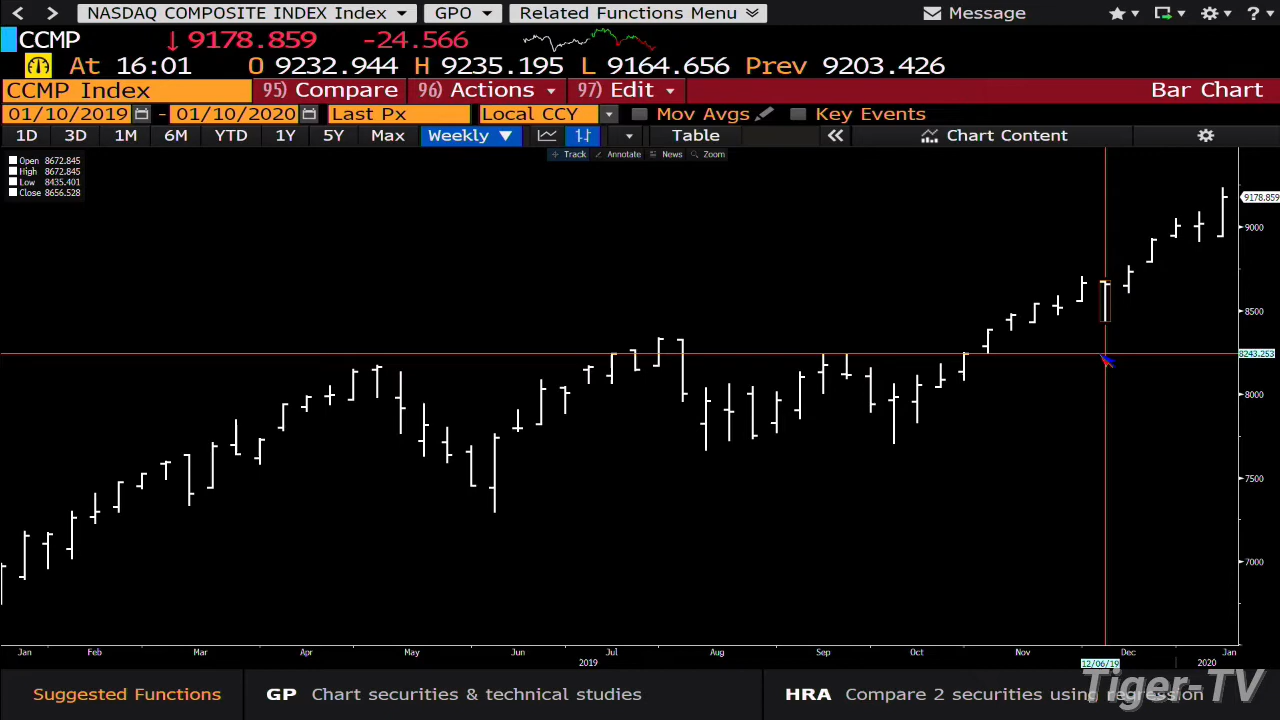 NASDAQ COMPOSITE INDEX Index GPO Related Functions Menu Message
CCMP 9178.859 -24.566
At 16:01 O 9232.944 H 9235.195 L 9164.656 Prev 9203.426
CCMP Index 95) Compare 96) Actions 97) Edit Bar Chart
01/10/2019 - 01/10/2020 Last Px Local CCY Mov Avgs Key Events
1D 3D 1M 6M YTD 1Y 5Y Max Weekly Table Chart Content
Track Annotate News Zoom
Open 8672.845
High 8672.845
Low 8435.401
Close 8656.528
9178.859
9000
8500
8243.253
8000
7500
7000
Jan Feb Mar Apr May Jun Jul Aug Sep Oct Nov Dec Jan
2019 12/06/19 2020
Suggested Functions GP Chart securities & technical studies HRA Compare 2 securities using regression
Tiger-TV